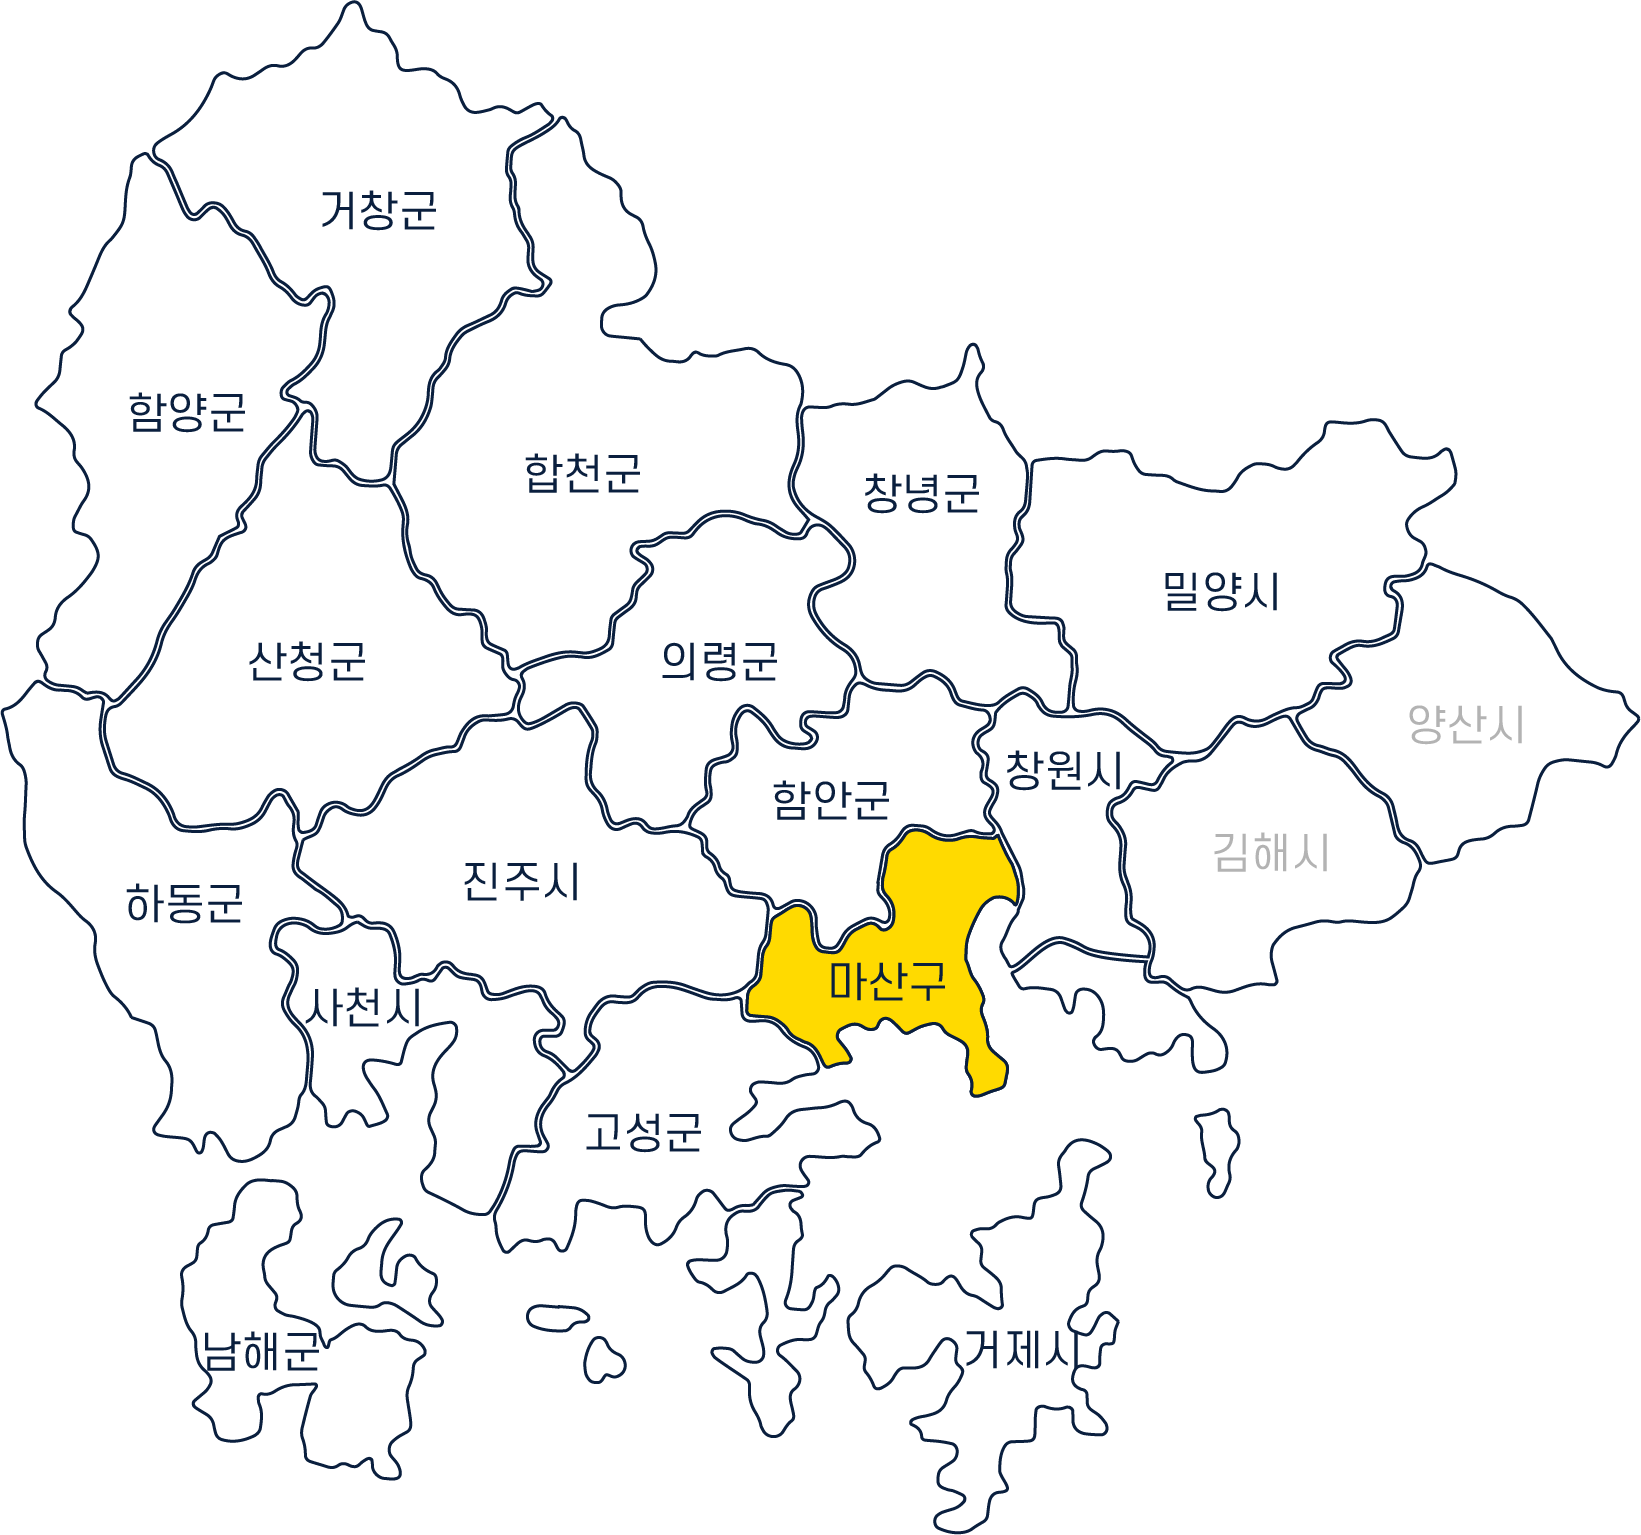 거창군
함양군
합천군
창녕군
밀양시
산청군
의령군
양산시
창원시
함안군
김해시
진주시
하동군
마산구
사천시
고성군
남해군
거제시